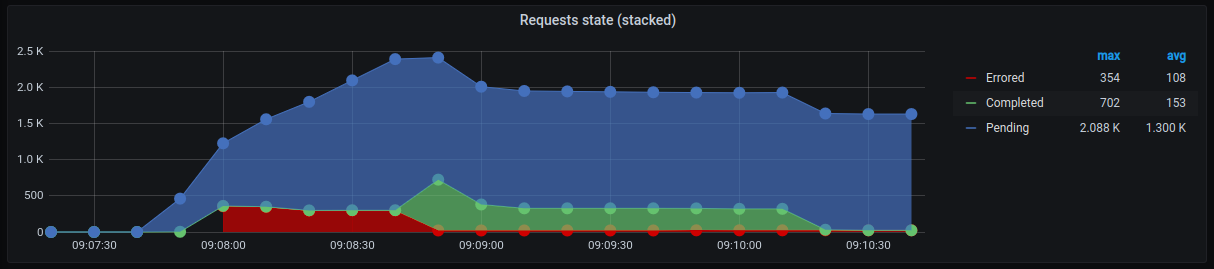 Requests state (stacked)
2.5 K
2.0 K
1.5 K
1.0 K
500
0
09:07:30 09:08:00 09:08:30 09:09:00 09:09:30 09:10:00 09:10:30
max avg
Errored 354 108
Completed 702 153
Pending 2.088 K 1.300 K